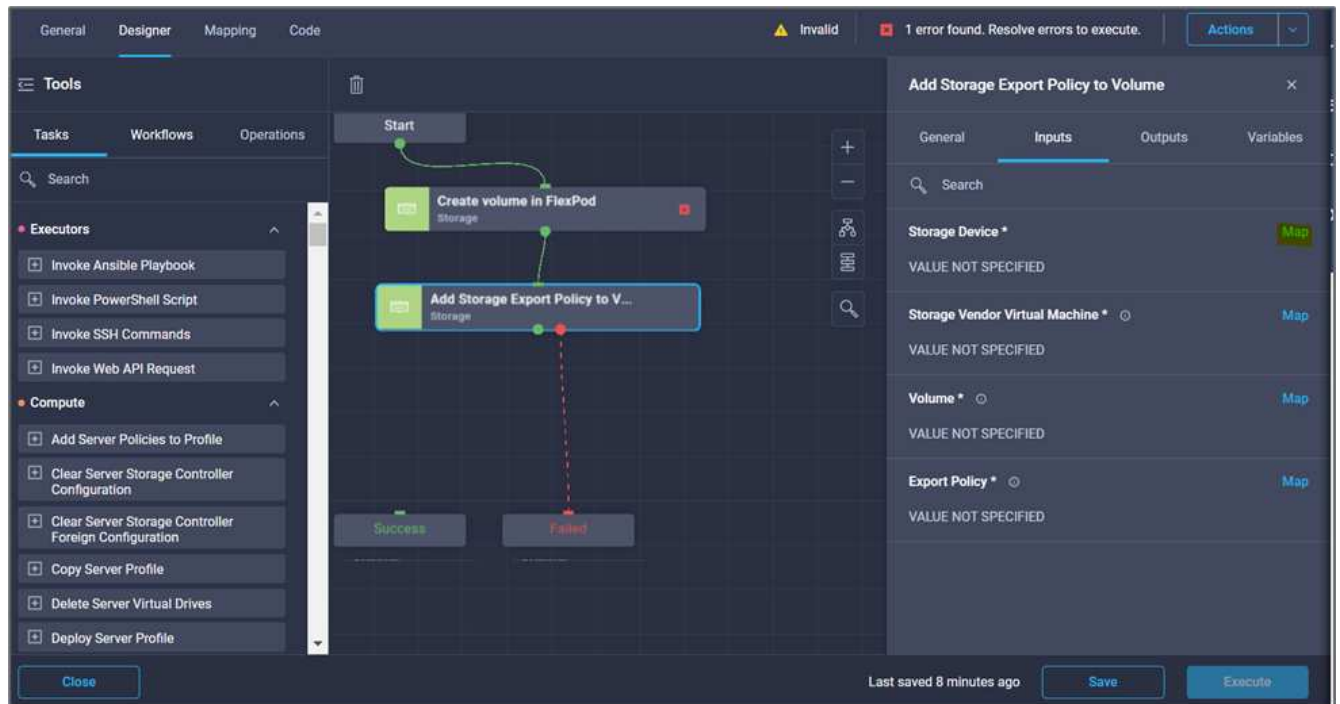 General Designer Mapping Code Invalid 1 error found. Resolve errors to execute. Actions
Tools
Tasks Workflows Operations
Search
Executors
Invoke Ansible Playbook
Invoke PowerShell Script
Invoke SSH Commands
Invoke Web API Request
Compute
Add Server Policies to Profile
Clear Server Storage Controller
Configuration
Clear Server Storage Controller
Foreign Configuration
Copy Server Profile
Delete Server Virtual Drives
Deploy Server Profile
Start
Create volume in FlexPod
Storage
Add Storage Export Policy to V...
Storage
Success
Failed
Add Storage Export Policy to Volume
General Inputs Outputs Variables
Search
Storage Device * Map
VALUE NOT SPECIFIED
Storage Vendor Virtual Machine * Map
VALUE NOT SPECIFIED
Volume * Map
VALUE NOT SPECIFIED
Export Policy * Map
VALUE NOT SPECIFIED
Close Last saved 8 minutes ago Save Execute